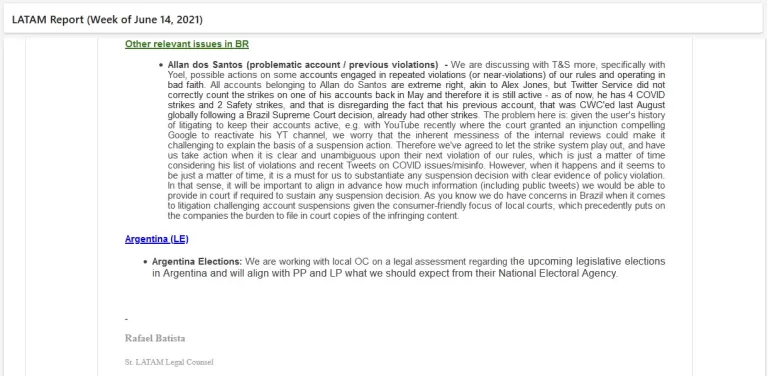 LATAM Report (Week of June 14, 2021)
Other relevant issues in BR
• Allan dos Santos (problematic account / previous violations) - We are discussing with T&S more, specifically with
Yoel, possible actions on some accounts engaged in repeated violations (or near-violations) of our rules and operating in
bad faith. All accounts belonging to Allan do Santos are extreme right, akin to Alex Jones, but Twitter Service did not
correctly count the strikes on one of his accounts back in May and therefore it is still active - as of now, he has 4 COVID
strikes and 2 Safety strikes, and that is disregarding the fact that his previous account, that was CWC'ed last August
globally following a Brazil Supreme Court decision, already had other strikes. The problem here is: given the user's history
of litigating to keep their accounts active, e.g. with YouTube recently where the court granted an injunction compelling
Google to reactivate his YT channel, we worry that the inherent messiness of the internal reviews could make it
challenging to explain the basis of a suspension action. Therefore we've agreed to let the strike system play out, and have
us take action when it is clear and unambiguous upon their next violation of our rules, which is just a matter of time
considering his list of violations and recent Tweets on COVID issues/misinfo. However, when it happens and it seems to
be just a matter of time, it is a must for us to substantiate any suspension decision with clear evidence of policy violation.
In that sense, it will be important to align in advance how much information (including public tweets) we would be able to
provide in court if required to sustain any suspension decision. As you know we do have concerns in Brazil when it comes
to litigation challenging account suspensions given the consumer-friendly focus of local courts, which precedently puts on
the companies the burden to file in court copies of the infringing content.
Argentina (LE)
• Argentina Elections: We are working with local OC on a legal assessment regarding the upcoming legislative elections
in Argentina and will align with PP and LP what we should expect from their National Electoral Agency.
-
Rafael Batista
Sr. LATAM Legal Counsel